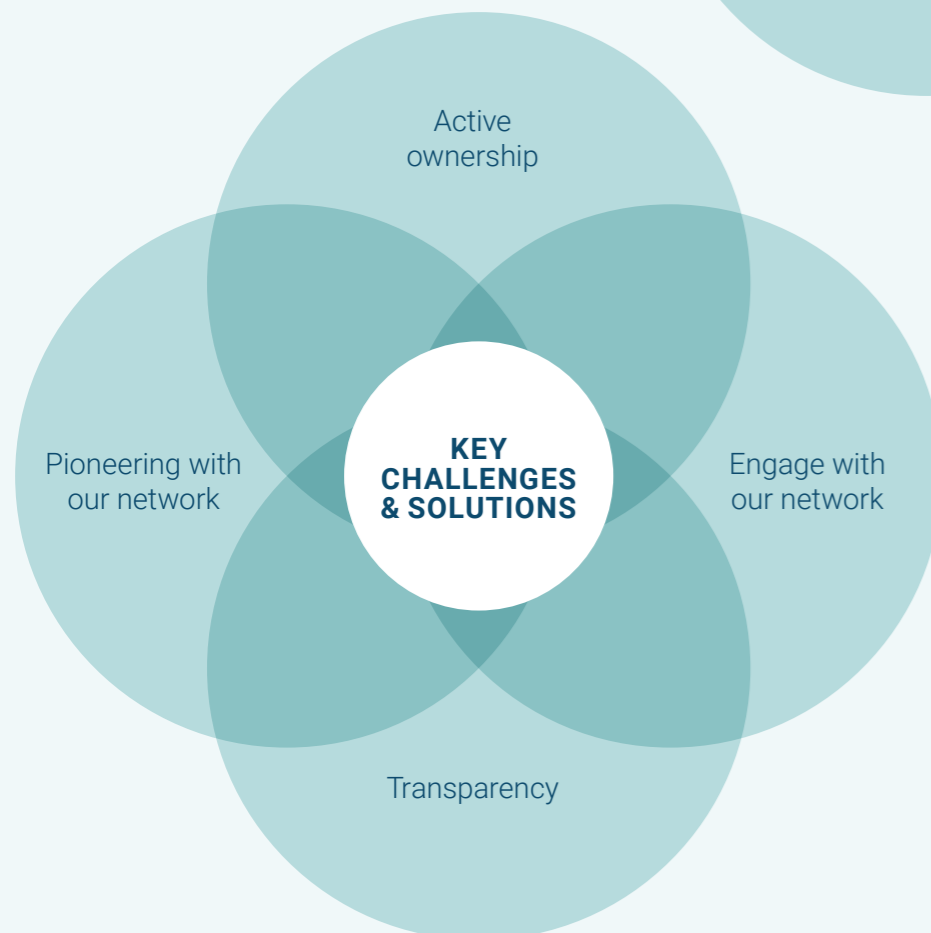 Active
ownership
Pioneering with
our network
KEY
CHALLENGES
& SOLUTIONS
Engage with
our network
Transparency